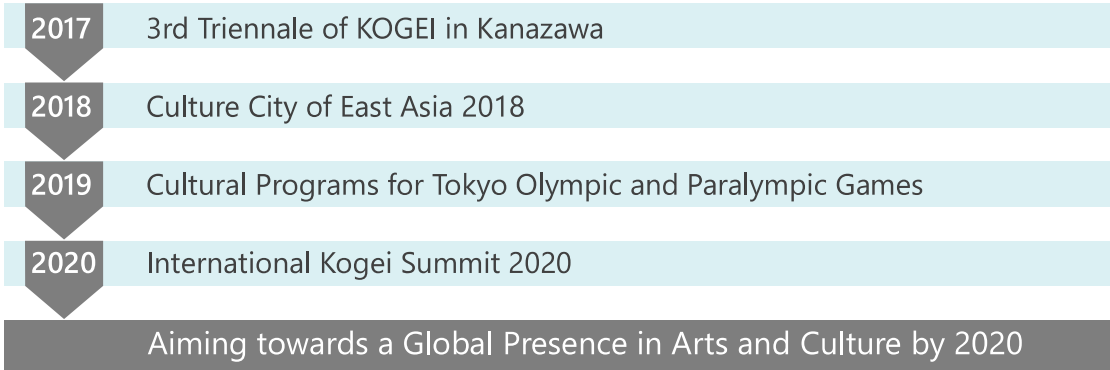 2017 3rd Triennale of KOGEI in Kanazawa
2018 Culture City of East Asia 2018
2019 Cultural Programs for Tokyo Olympic and Paralympic Games
2020 International Kogei Summit 2020
Aiming towards a Global Presence in Arts and Culture by 2020